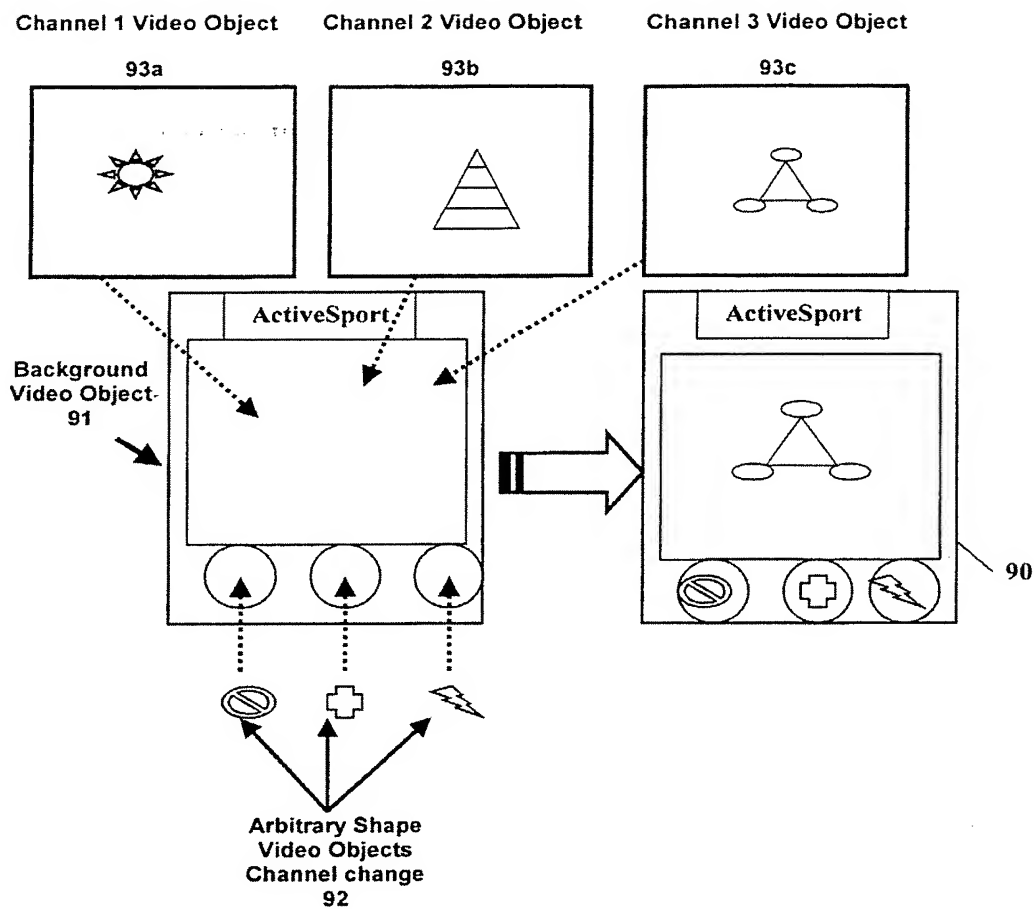 Channel 1 Video Object
Channel 2 Video Object
Channel 3 Video Object
93a
93b
93c
ActiveSport
ActiveSport
Background
Video Object
91
90
Arbitrary Shape
Video Objects
Channel change
92